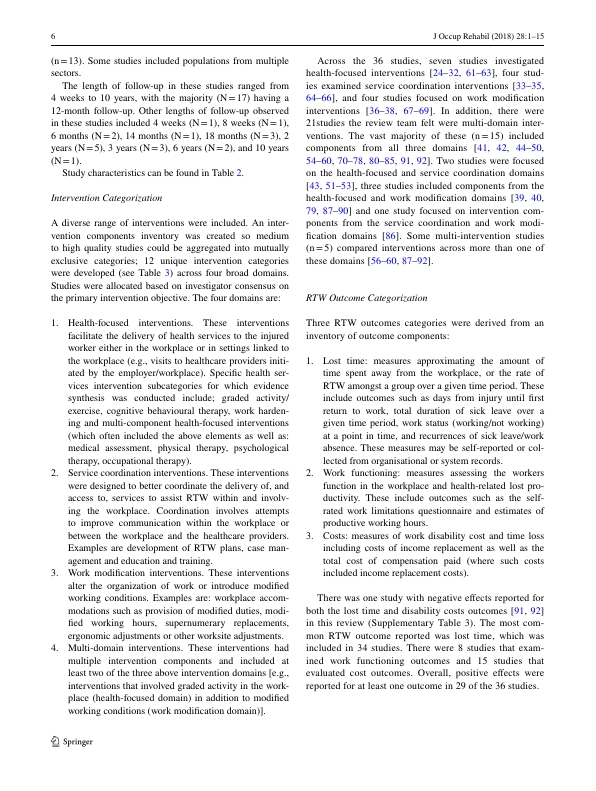 6
J Occup Rehabil (2018) 28:1–15
(n = 13). Some studies included populations from multiple
sectors.
The length of follow-up in these studies ranged from
4 weeks to 10 years, with the majority (N = 17) having a
12-month follow-up. Other lengths of follow-up observed
in these studies included 4 weeks (N = 1), 8 weeks (N = 1),
6 months (N = 2), 14 months (N = 1), 18 months (N = 3), 2
years (N = 5), 3 years (N = 3), 6 years (N = 2), and 10 years
(N = 1).
Study characteristics can be found in Table 2.
Intervention Categorization
A diverse range of interventions were included. An inter-
vention components inventory was created so medium
to high quality studies could be aggregated into mutually
exclusive categories; 12 unique intervention categories
were developed (see Table 3) across four broad domains.
Studies were allocated based on investigator consensus on
the primary intervention objective. The four domains are:
1. Health-focused interventions. These interventions
facilitate the delivery of health services to the injured
worker either in the workplace or in settings linked to
the workplace (e.g., visits to healthcare providers initi-
ated by the employer/workplace). Specific health ser-
vices intervention subcategories for which evidence
synthesis was conducted include; graded activity/
exercise, cognitive behavioural therapy, work harden-
ing and multi-component health-focused interventions
(which often included the above elements as well as:
medical assessment, physical therapy, psychological
therapy, occupational therapy).
2. Service coordination interventions. These interventions
were designed to better coordinate the delivery of, and
access to, services to assist RTW within and involv-
ing the workplace. Coordination involves attempts
to improve communication within the workplace or
between the workplace and the healthcare providers.
Examples are development of RTW plans, case man-
agement and education and training.
3. Work modification interventions. These interventions
alter the organization of work or introduce modified
working conditions. Examples are: workplace accom-
modations such as provision of modified duties, modi-
fied working hours, supernumerary replacements,
ergonomic adjustments or other worksite adjustments.
4. Multi-domain interventions. These interventions had
multiple intervention components and included at
least two of the three above intervention domains [e.g.,
interventions that involved graded activity in the work-
place (health-focused domain) in addition to modified
working conditions (work modification domain)].
Across the 36 studies, seven studies investigated
health-focused interventions [24–32, 61–63], four stud-
ies examined service coordination interventions [33–35,
64–66], and four studies focused on work modification
interventions [36–38, 67–69]. In addition, there were
21studies the review team felt were multi-domain inter-
ventions. The vast majority of these (n = 15) included
components from all three domains [41, 42, 44–50,
54–60, 70–78, 80–85, 91, 92]. Two studies were focused
on the health-focused and service coordination domains
[43, 51–53], three studies included components from the
health-focused and work modification domains [39, 40,
79, 87–90] and one study focused on intervention com-
ponents from the service coordination and work modi-
fication domains [86]. Some multi-intervention studies
(n = 5) compared interventions across more than one of
these domains [56–60, 87–92].
RTW Outcome Categorization
Three RTW outcomes categories were derived from an
inventory of outcome components:
1. Lost time: measures approximating the amount of
time spent away from the workplace, or the rate of
RTW amongst a group over a given time period. These
include outcomes such as days from injury until first
return to work, total duration of sick leave over a
given time period, work status (working/not working)
at a point in time, and recurrences of sick leave/work
absence. These measures may be self-reported or col-
lected from organisational or system records.
2. Work functioning: measures assessing the workers
function in the workplace and health-related lost pro-
ductivity. These include outcomes such as the self-
rated work limitations questionnaire and estimates of
productive working hours.
3. Costs: measures of work disability cost and time loss
including costs of income replacement as well as the
total cost of compensation paid (where such costs
included income replacement costs).
There was one study with negative effects reported for
both the lost time and disability costs outcomes [91, 92]
in this review (Supplementary Table 3). The most com-
mon RTW outcome reported was lost time, which was
included in 34 studies. There were 8 studies that exam-
ined work functioning outcomes and 15 studies that
evaluated cost outcomes. Overall, positive effects were
reported for at least one outcome in 29 of the 36 studies.
Springer